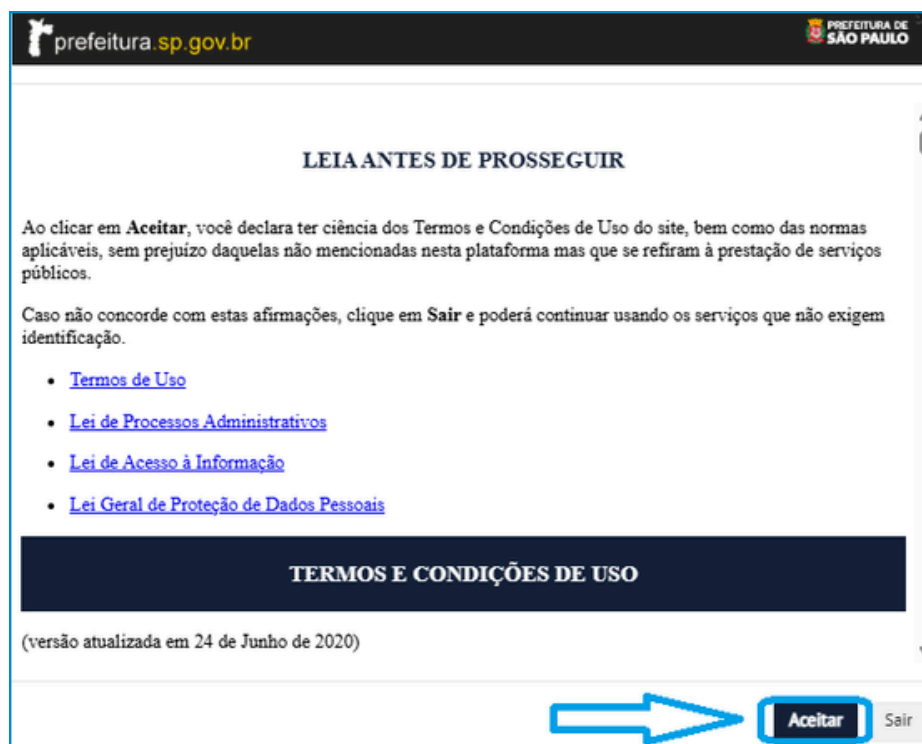 prefeitura.sp.gov.br
PREFEITURA DE
SÃO PAULO
LEIA ANTES DE PROSSEGUIR
Ao clicar em Aceitar, você declara ter ciência dos Termos e Condições de Uso do site, bem como das normas
aplicáveis, sem prejuízo daquelas não mencionadas nesta plataforma mas que se refiram à prestação de serviços
públicos.
Caso não concorde com estas afirmações, clique em Sair e poderá continuar usando os serviços que não exigem
identificação.
• Termos de Uso
• Lei de Processos Administrativos
• Lei de Acesso à Informação
• Lei Geral de Proteção de Dados Pessoais
TERMOS E CONDIÇÕES DE USO
(versão atualizada em 24 de Junho de 2020)
Aceitar Sair